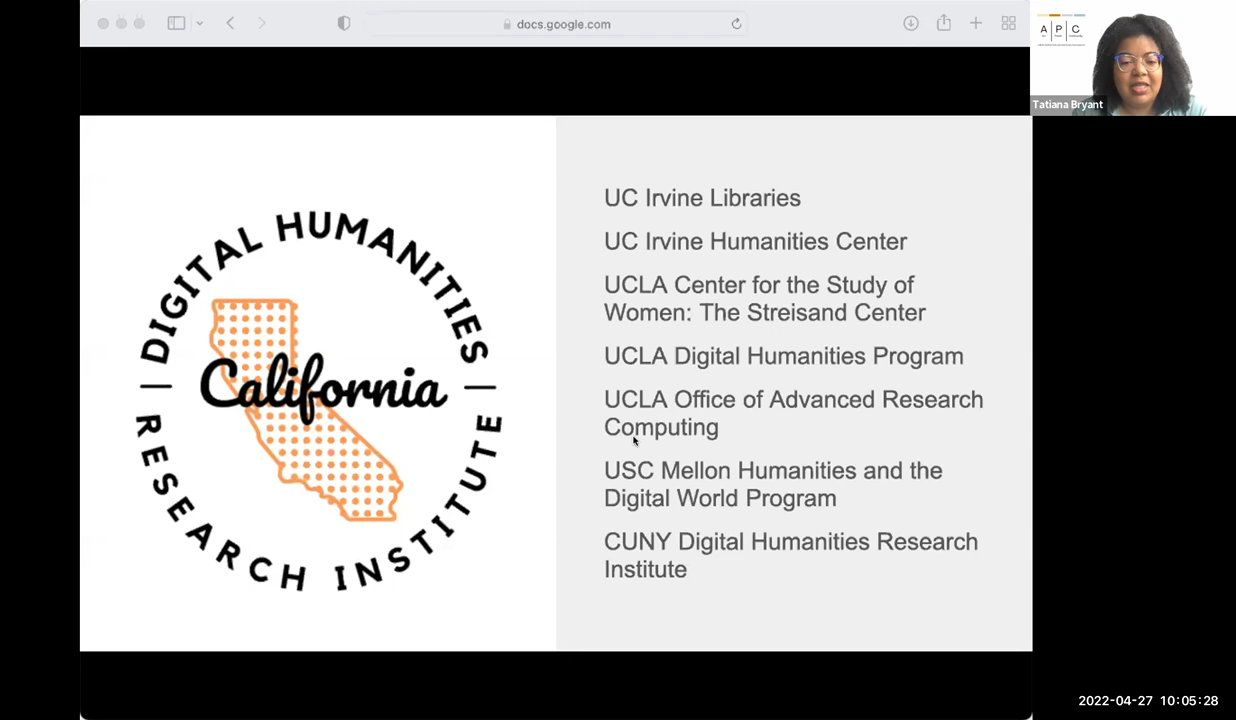 docs.google.com
A P C
Tatiana Bryant
DIGITAL HUMANITIES
California
RESEARCH INSTITUTE
UC Irvine Libraries
UC Irvine Humanities Center
UCLA Center for the Study of
Women: The Streisand Center
UCLA Digital Humanities Program
UCLA Office of Advanced Research
Computing
USC Mellon Humanities and the
Digital World Program
CUNY Digital Humanities Research
Institute
2022-04-27 10:05:28